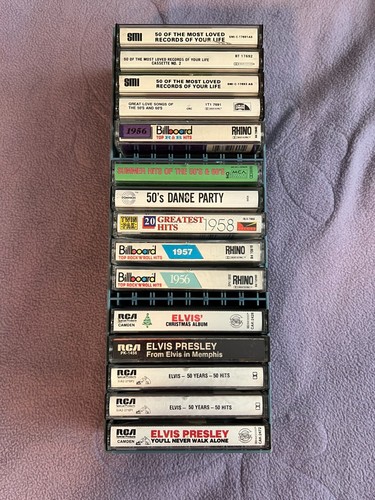 SMI
50 OF THE MOST LOVED
RECORDS OF YOUR LIFE
50 OF THE MOST LOVED RECORDS OF YOUR LIFE
CASSETTE NO. 2
SMI
50 OF THE MOST LOVED
RECORDS OF YOUR LIFE
GREAT LOVE SONGS OF
THE 50'S AND 60'S
1T1 7881
1956
Billboard
TOP R&B HITS
RHINO
SUMMER HITS OF THE 50'S & 60'S
MCA
50's DANCE PARTY
TWIN
PAK
20
GREATEST
HITS
1958
Billboard
TOP ROCK'N'ROLL HITS
1957
RHINO
Billboard
TOP ROCK'N'ROLL HITS
1956
RHINO
RCA
CAMDEN
ELVIS'
CHRISTMAS ALBUM
RCA
PK-1456
ELVIS PRESLEY
From Elvis in Memphis
RCA
ELVIS – 50 YEARS – 50 HITS
RCA
ELVIS – 50 YEARS – 50 HITS
RCA
CAMDEN
ELVIS PRESLEY
YOU'LL NEVER WALK ALONE